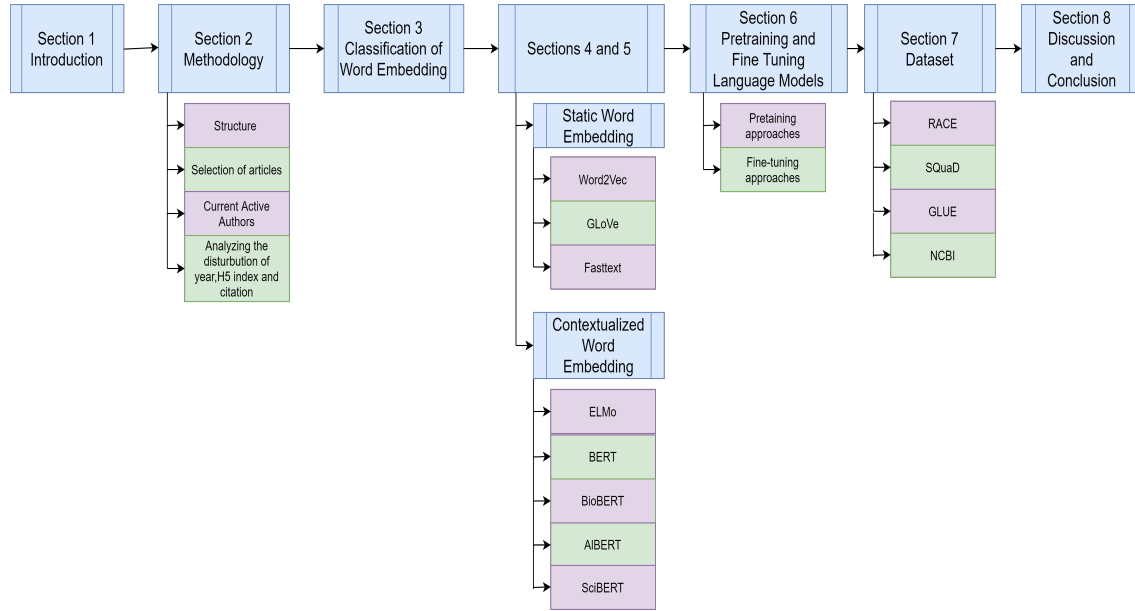 Section 1
Introduction
Section 2
Methodology
Structure
Selection of articles
Current Active
Authors
Analyzing the
disturbution of
year,H5 index and
citation
Section 3
Classification of
Word Embedding
Sections 4 and 5
Static Word
Embedding
Word2Vec
GLoVe
Fasttext
Contextualized
Word
Embedding
ELMo
BERT
BioBERT
AlBERT
SciBERT
Section 6
Pretraining and
Fine Tuning
Language Models
Pretaining
approaches
Fine-tuning
approaches
Section 7
Dataset
RACE
SQuaD
GLUE
NCBI
Section 8
Discussion
and
Conclusion